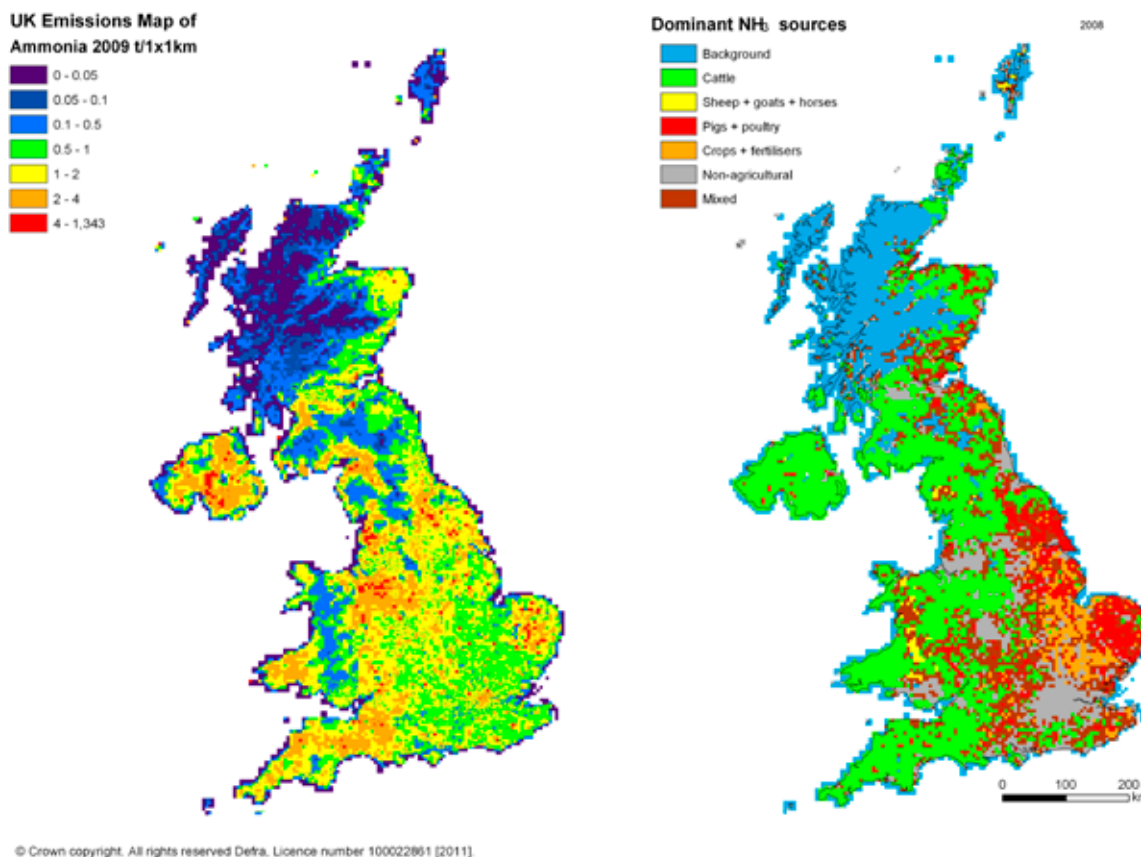 UK Emissions Map of
Ammonia 2009 t/1x1km
0 - 0.05
0.05 - 0.1
0.1 - 0.5
0.5 - 1
1 - 2
2 - 4
4 - 1,343
Dominant NH₃ sources
2008
Background
Cattle
Sheep + goats + horses
Pigs + poultry
Crops + fertilisers
Non-agricultural
Mixed
0 100 200
km
© Crown copyright. All rights reserved Defra, Licence number 100022861 [2011].